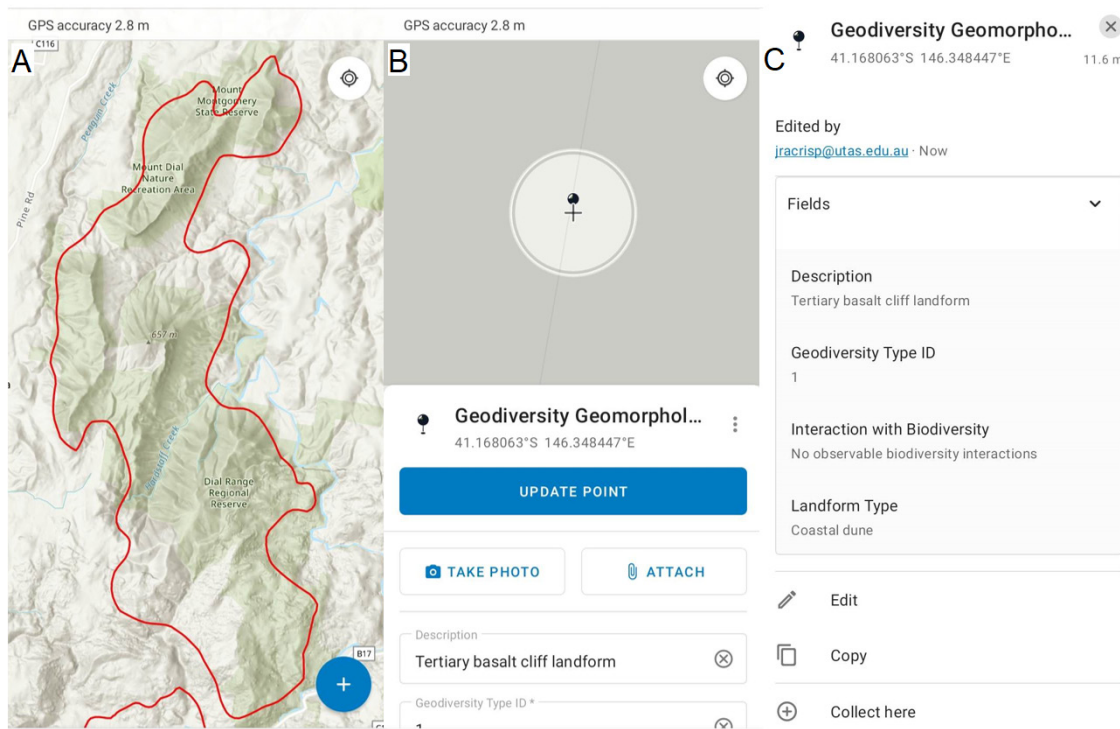 GPS accuracy 2.8 m
A
C116
Penguin Creek
Mount
Montgomery
State Reserve
Mount Dial
Nature
Recreation Area
Pine Rd
657 m
Dial Range
Regional
Reserve
B17
+
GPS accuracy 2.8 m
B
Geodiversity Geomorphol...
41.168063°S 146.348447°E
UPDATE POINT
TAKE PHOTO
ATTACH
Description
Tertiary basalt cliff landform
Geodiversity Type ID *
1
C
Geodiversity Geomorpho...
41.168063°S 146.348447°E
11.6 m
Edited by
jracrisp@utas.edu.au · Now
Fields
Description
Tertiary basalt cliff landform
Geodiversity Type ID
1
Interaction with Biodiversity
No observable biodiversity interactions
Landform Type
Coastal dune
Edit
Copy
Collect here